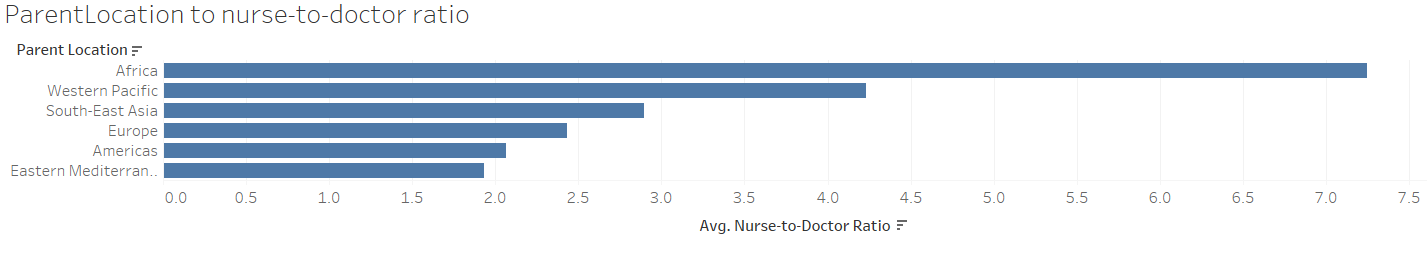 ParentLocation to nurse-to-doctor ratio
Parent Location
Africa
Western Pacific
South-East Asia
Europe
Americas
Eastern Mediterran..
0.0 0.5 1.0 1.5 2.0 2.5 3.0 3.5 4.0 4.5 5.0 5.5 6.0 6.5 7.0 7.5
Avg. Nurse-to-Doctor Ratio